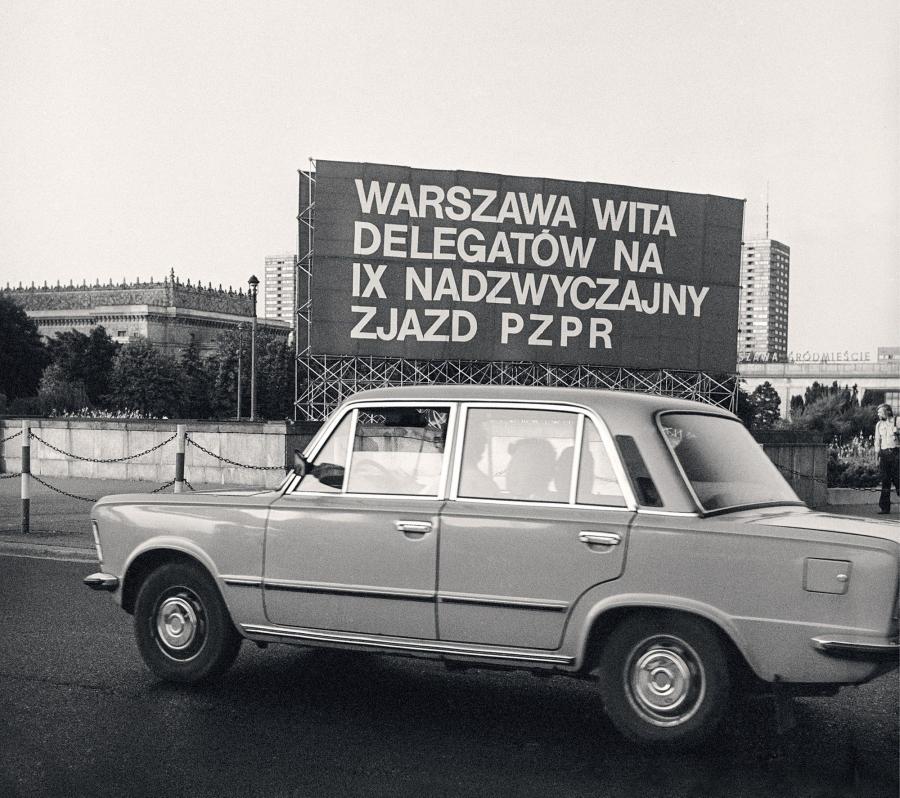 WARSZAWA WITA
DELEGATÓW NA
IX NADZWYCZAJNY
ZJAZD PZPR
ŚRÓDMIEŚCIE